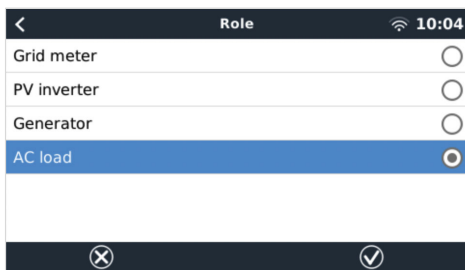 Role 10:04
Grid meter
PV inverter
Generator
AC load